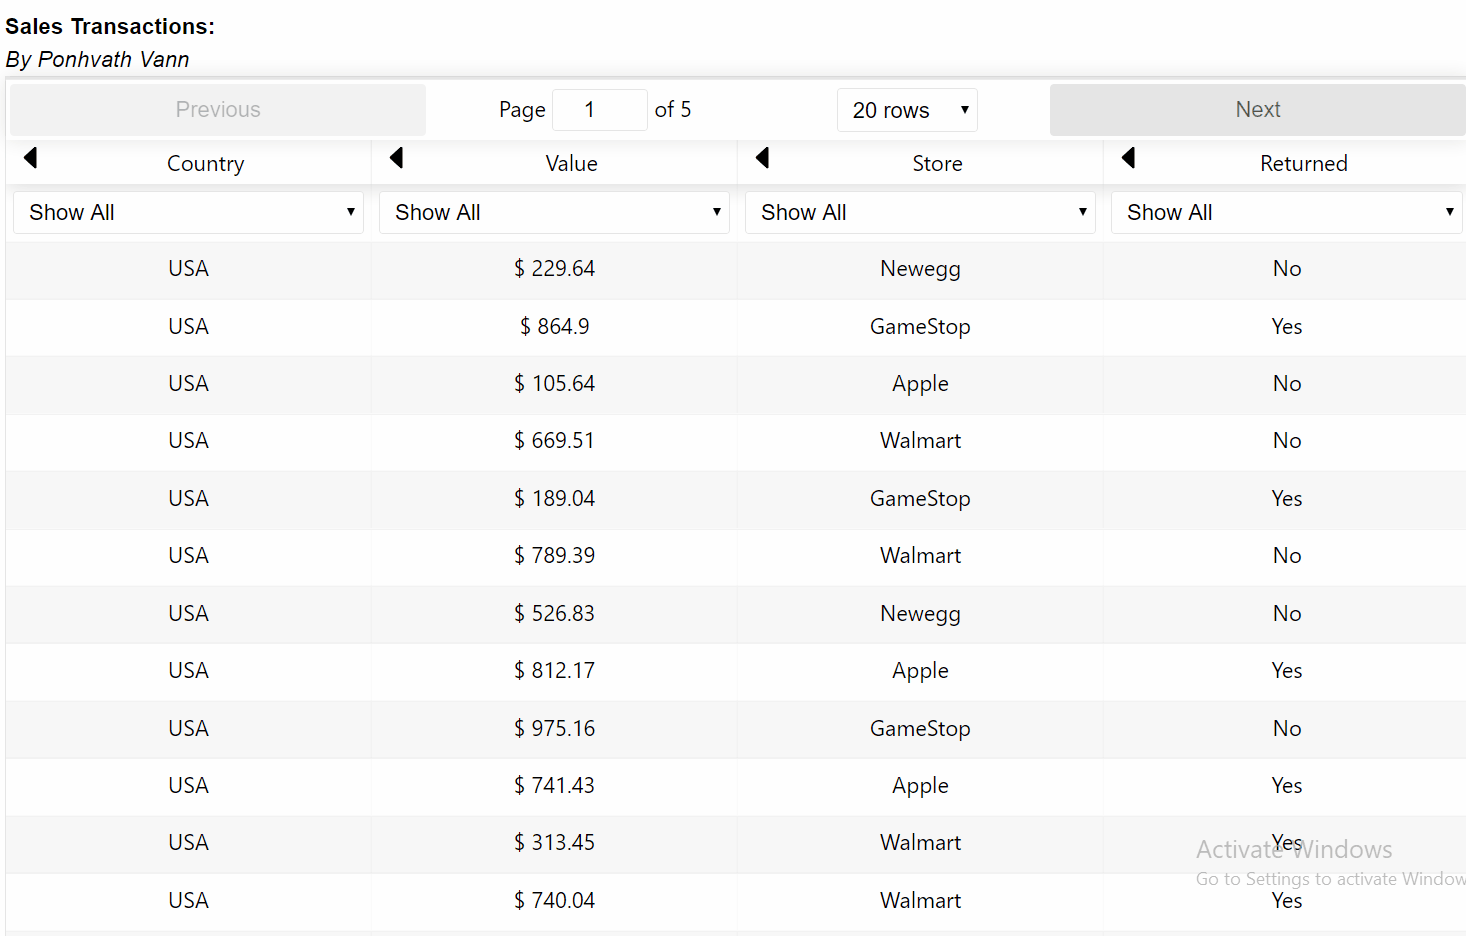 Sales Transactions:
By Ponhvath Vann
Previous Page 1 of 5 20 rows Next
Country Value Store Returned
Show All Show All Show All Show All
USA $ 229.64 Newegg No
USA $ 864.9 GameStop Yes
USA $ 105.64 Apple No
USA $ 669.51 Walmart No
USA $ 189.04 GameStop Yes
USA $ 789.39 Walmart No
USA $ 526.83 Newegg No
USA $ 812.17 Apple Yes
USA $ 975.16 GameStop No
USA $ 741.43 Apple Yes
USA $ 313.45 Walmart Yes
Activate Windows
Go to Settings to activate Window
USA $ 740.04 Walmart Yes